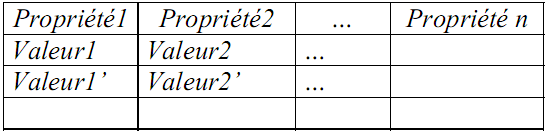 Propriété1 Propriété2 ... Propriété n
Valeur1 Valeur2 ...
Valeur1’ Valeur2’ ...